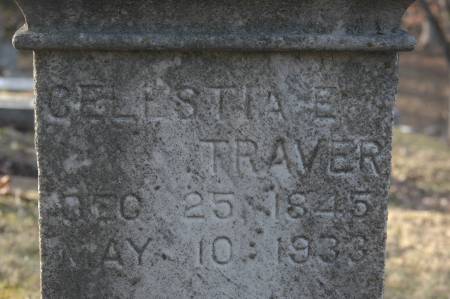 CELESTIA E
TRAVER
DEC 25 1845
MAY 10 1933